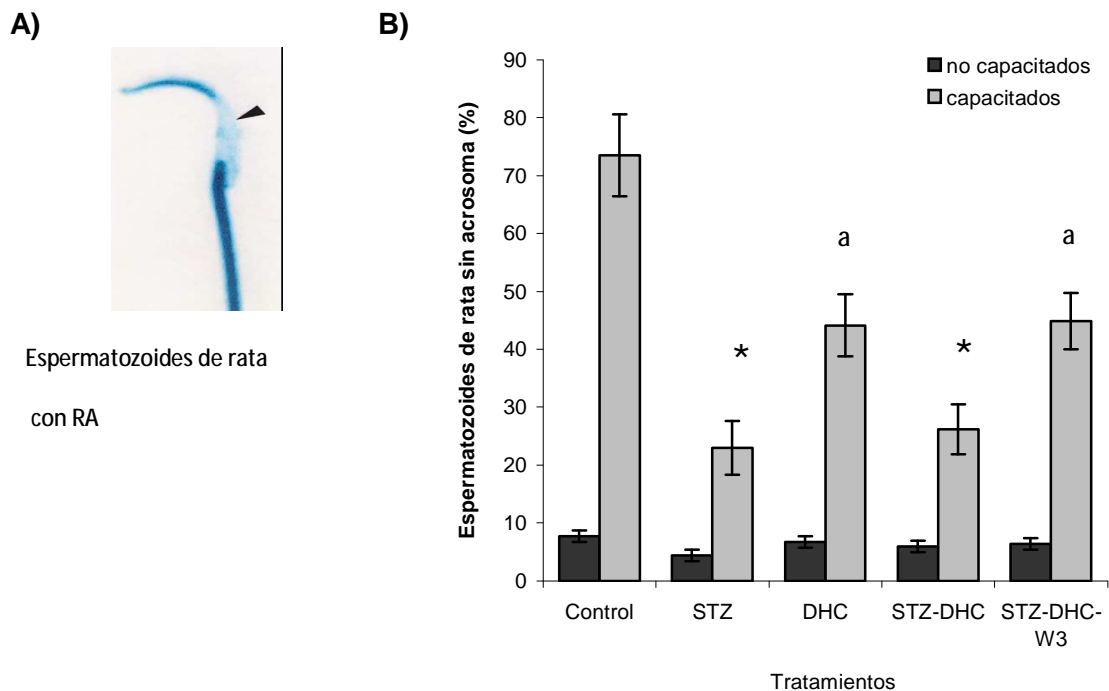 A)
Espermatozoides de rata
con RA
B)
Espermatozoides de rata sin acrosoma (%)
90
80
70
60
50
40
30
20
10
0
no capacitados
capacitados
*
a
*
a
Control
STZ
DHC
STZ-DHC
STZ-DHC-
W3
Tratamientos